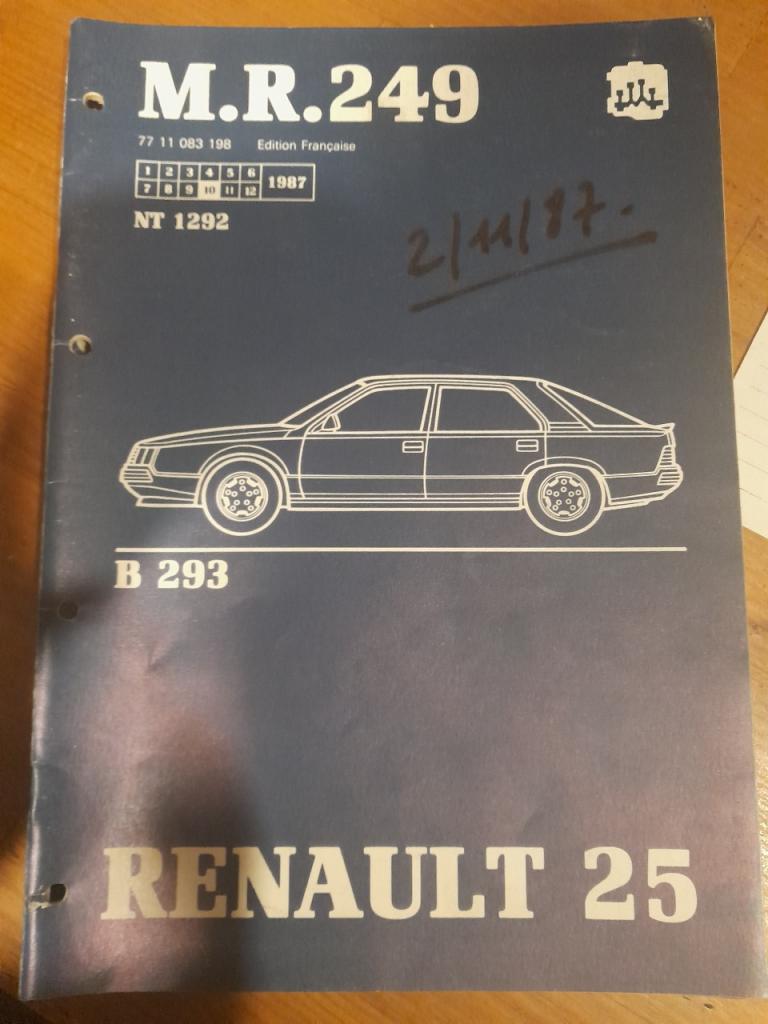 M.R.249
77 11 083 198 Edition Française
1 2 3 4 5 6
7 8 9 10 11 12
1987
NT 1292
2/11/87.
B 293
RENAULT 25